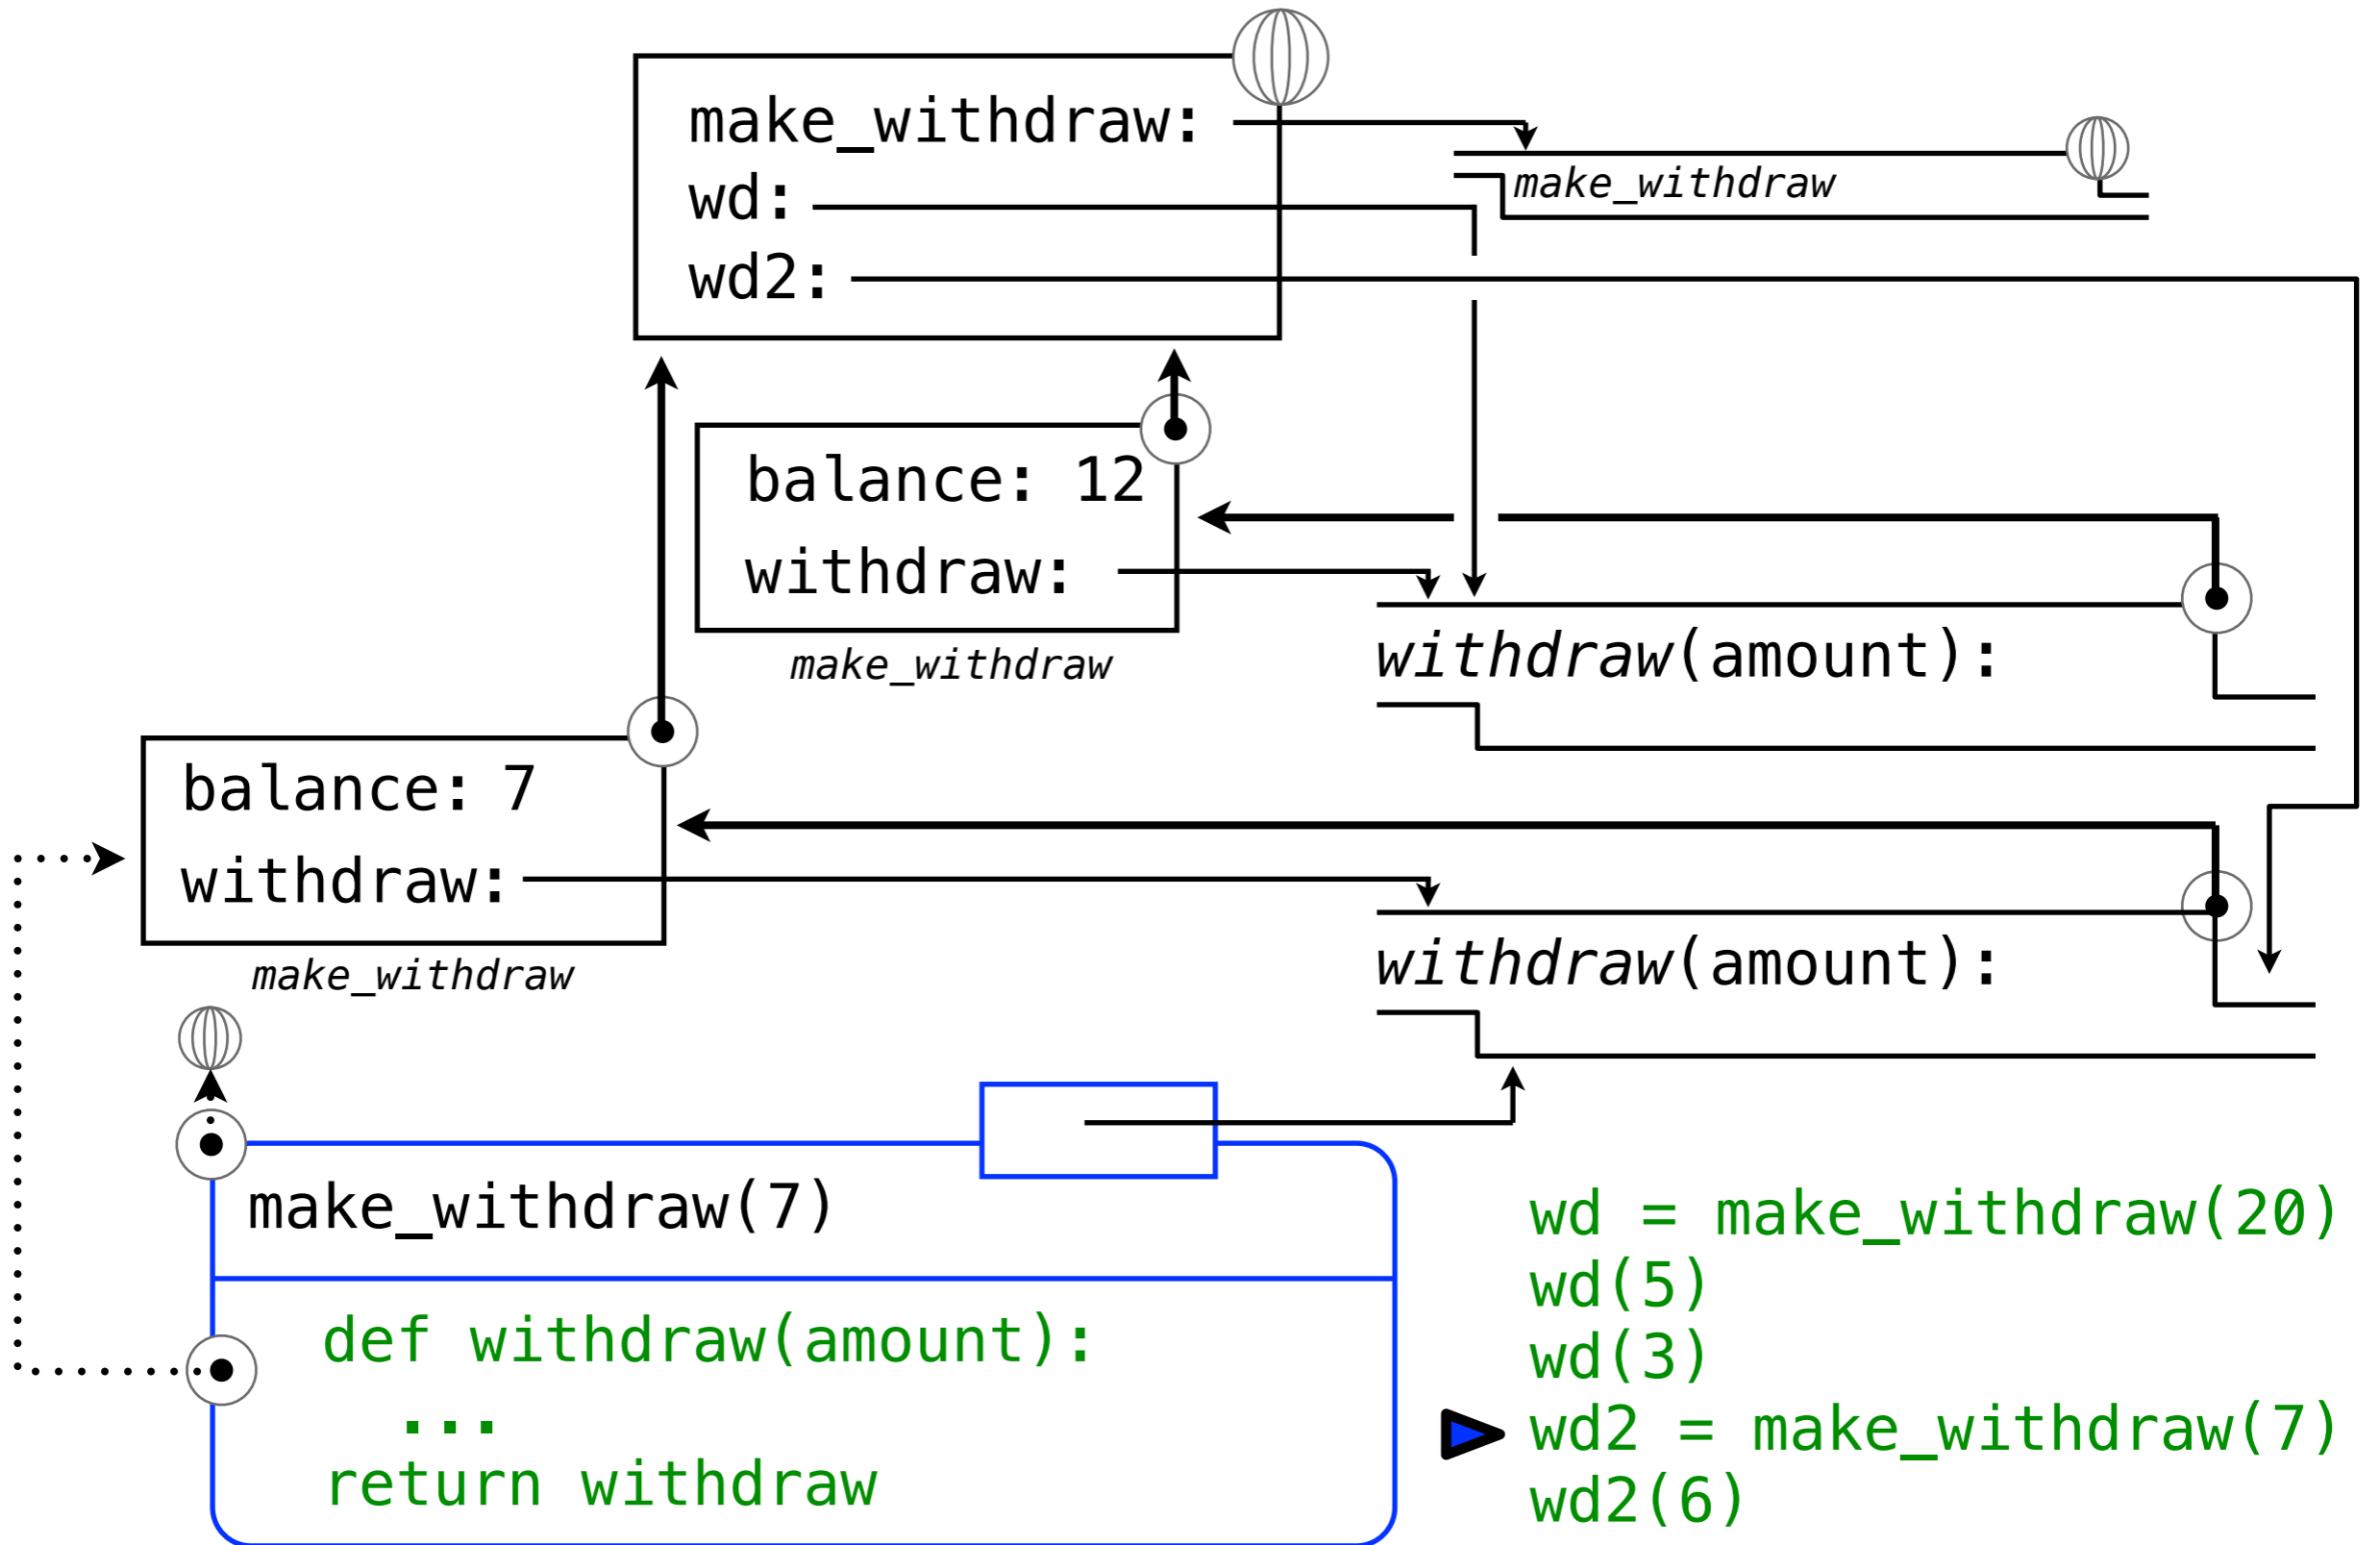 make_withdraw:
make_withdraw
wd:
wd2:
balance: 12
withdraw:
withdraw(amount):
make_withdraw
balance: 7
withdraw:
withdraw(amount):
make_withdraw
make_withdraw(7)
def withdraw(amount):
...
return withdraw
wd = make_withdraw(20)
wd(5)
wd(3)
wd2 = make_withdraw(7)
wd2(6)